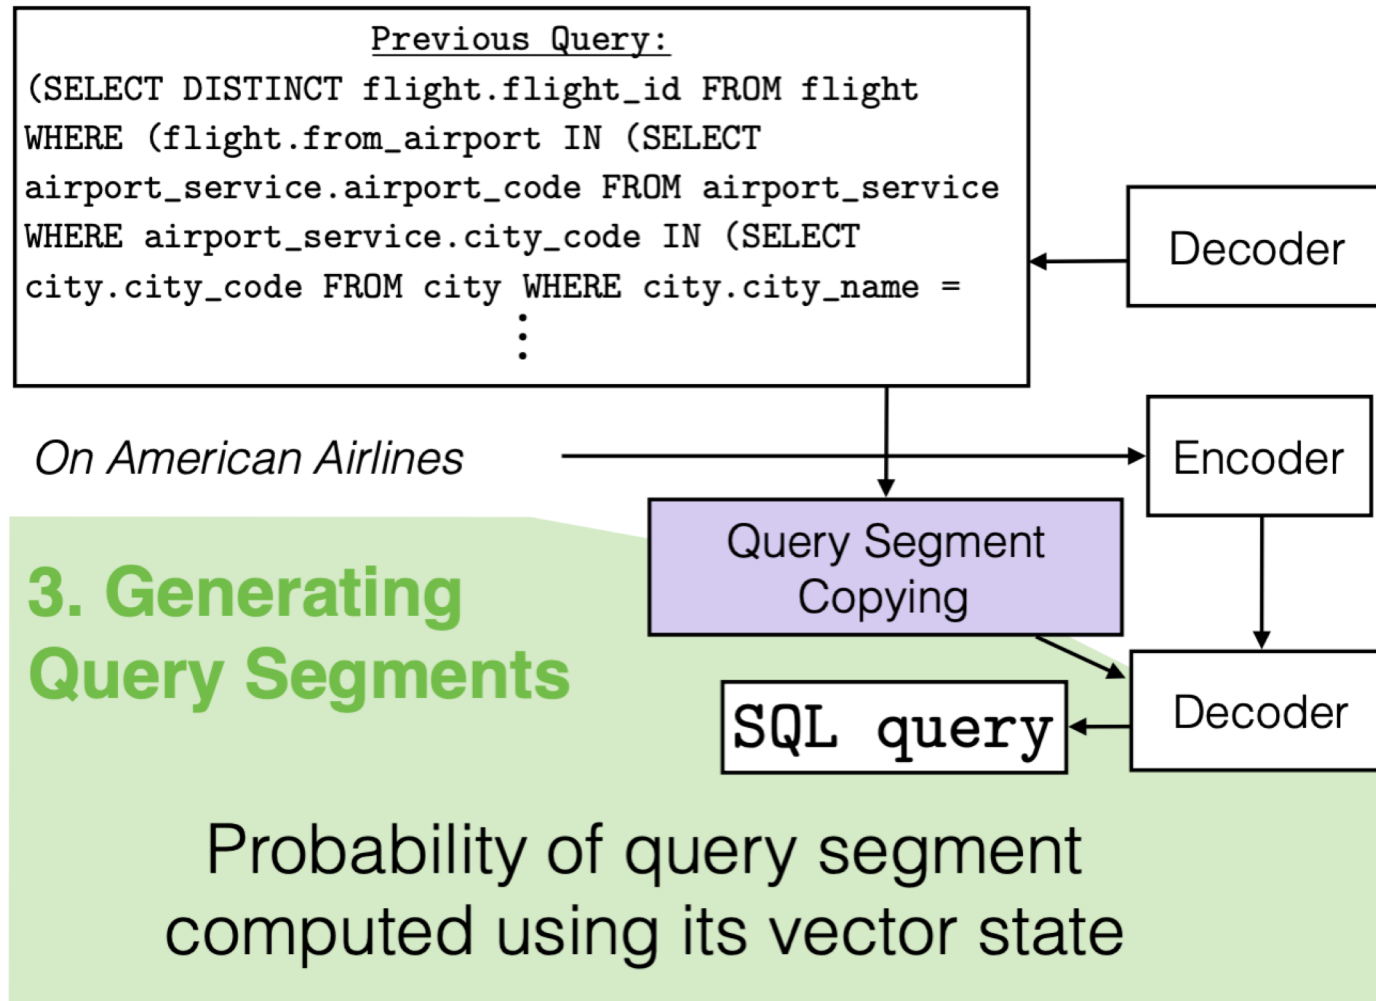 Previous Query:
(SELECT DISTINCT flight.flight_id FROM flight
WHERE (flight.from_airport IN (SELECT
airport_service.airport_code FROM airport_service
WHERE airport_service.city_code IN (SELECT
city.city_code FROM city WHERE city.city_name =
⋮
Decoder
On American Airlines
Encoder
Query Segment
Copying
3. Generating
Query Segments
Decoder
SQL query
Probability of query segment
computed using its vector state